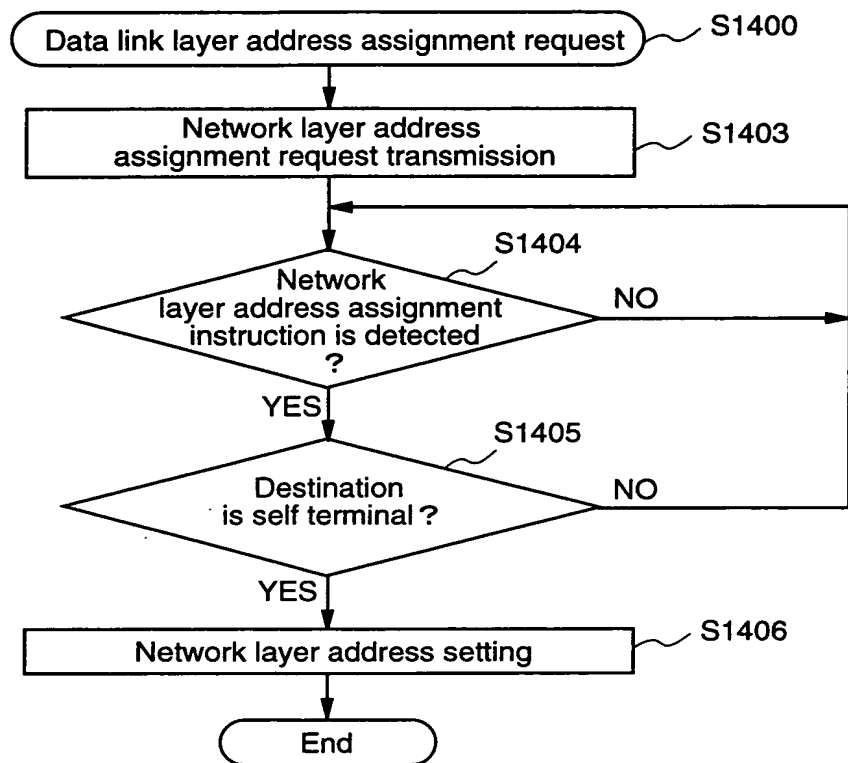 Data link layer address assignment request
S1400
Network layer address
assignment request transmission
S1403
S1404
Network
layer address assignment
instruction is detected
?
NO
YES
S1405
Destination
is self terminal ?
NO
YES
S1406
Network layer address setting
End